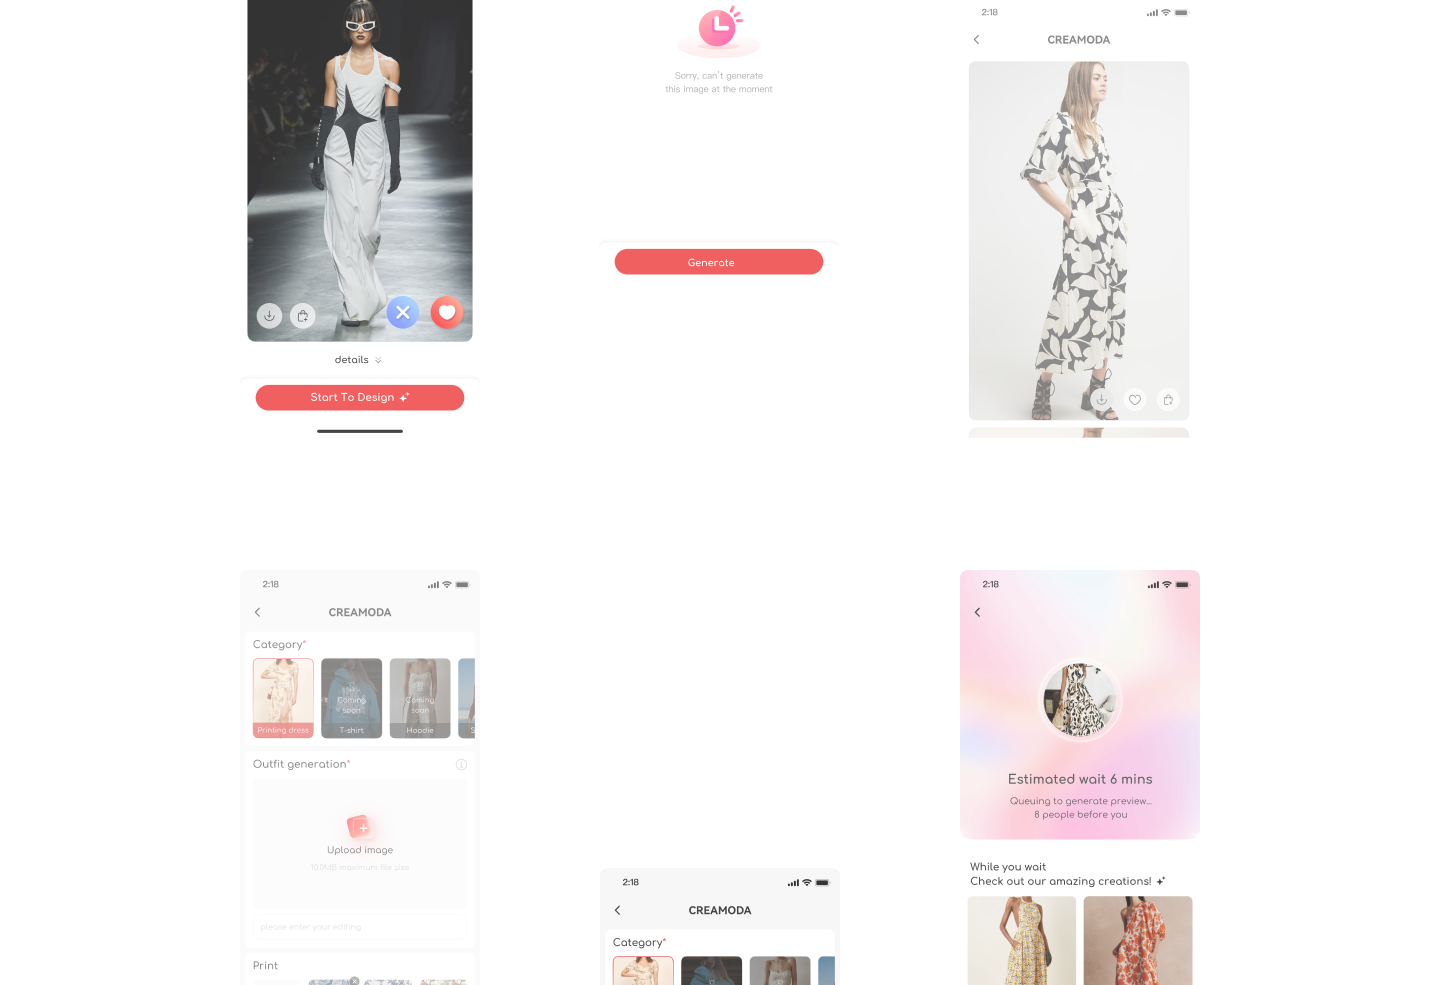 details
Start To Design
Sorry, can't generate
this image at the moment
Generate
2:18
CREAMODA
2:18
CREAMODA
Category*
Coming
soon
Coming
soon
Printing dress
T-shirt
Hoodie
S
Outfit generation*
Upload image
10.0MB maximum file size
please enter your editing
Print
2:18
CREAMODA
Category*
2:18
Estimated wait 6 mins
Queuing to generate preview...
8 people before you
While you wait
Check out our amazing creations!